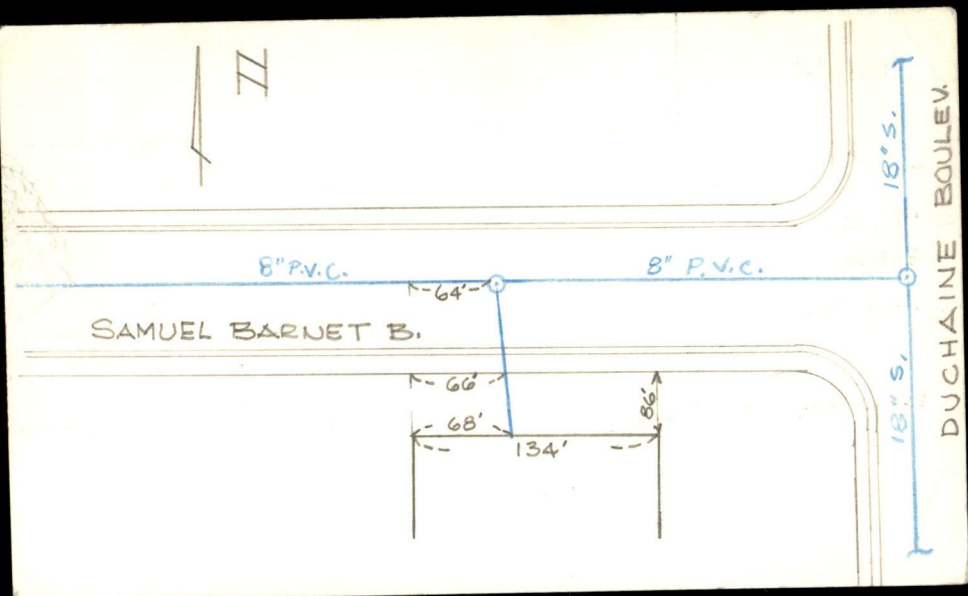 N
18" S.
DUCHAINE BOULEV.
8" P.V.C.
8" P.V.C.
64'
SAMUEL BARNET B.
18" S.
66'
86'
68'
134'